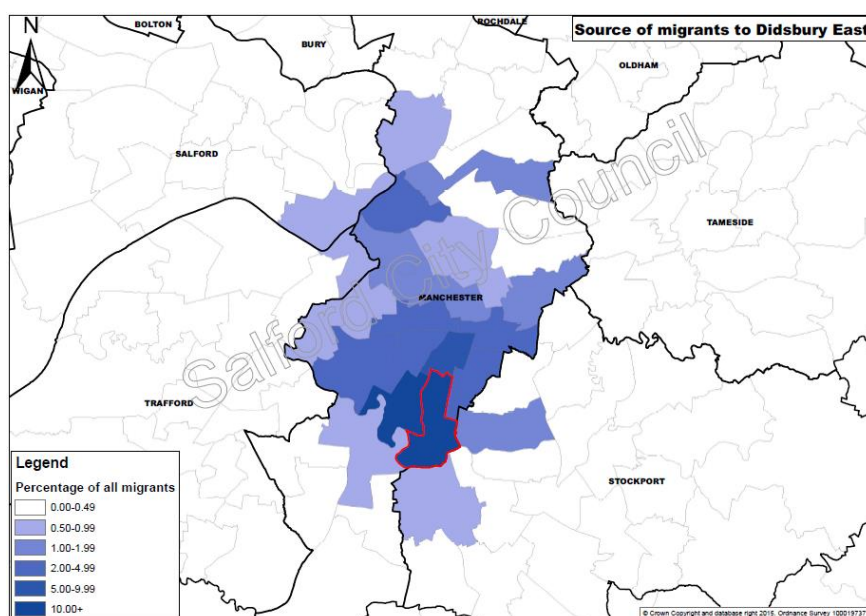 Source of migrants to Didsbury East
N
BOLTON
ROCHDALE
BURY
OLDHAM
WIGAN
SALFORD
TAMESIDE
MANCHESTER
Salford City Council
TRAFFORD
STOCKPORT
Legend
Percentage of all migrants
0.00-0.49
0.50-0.99
1.00-1.99
2.00-4.99
5.00-9.99
10.00+
© Crown Copyright and database right 2015. Ordnance Survey 100019737